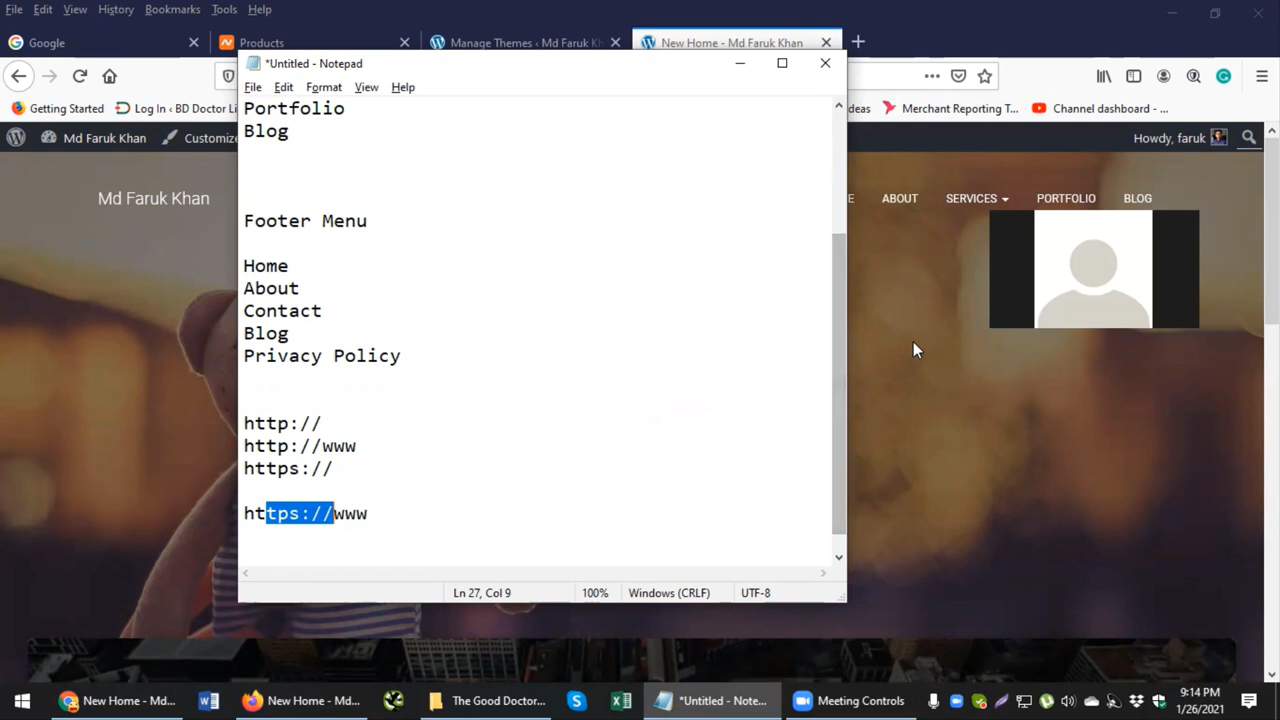 File Edit View History Bookmarks Tools Help
Google
Products
Manage Themes ‹ Md Faruk Kh
New Home - Md Faruk Khan
*Untitled - Notepad
File Edit Format View Help
Getting Started
Log In ‹ BD Doctor Li
deas
Merchant Reporting T...
Channel dashboard - ...
Md Faruk Khan
Customize
Howdy, faruk
Md Faruk Khan
E ABOUT SERVICES PORTFOLIO BLOG
Portfolio
Blog
Footer Menu
Home
About
Contact
Blog
Privacy Policy
http://
http://www
https://
https://www
Ln 27, Col 9
100%
Windows (CRLF)
UTF-8
New Home - Md...
New Home - Md...
The Good Doctor...
*Untitled - Note...
Meeting Controls
9:14 PM
1/26/2021